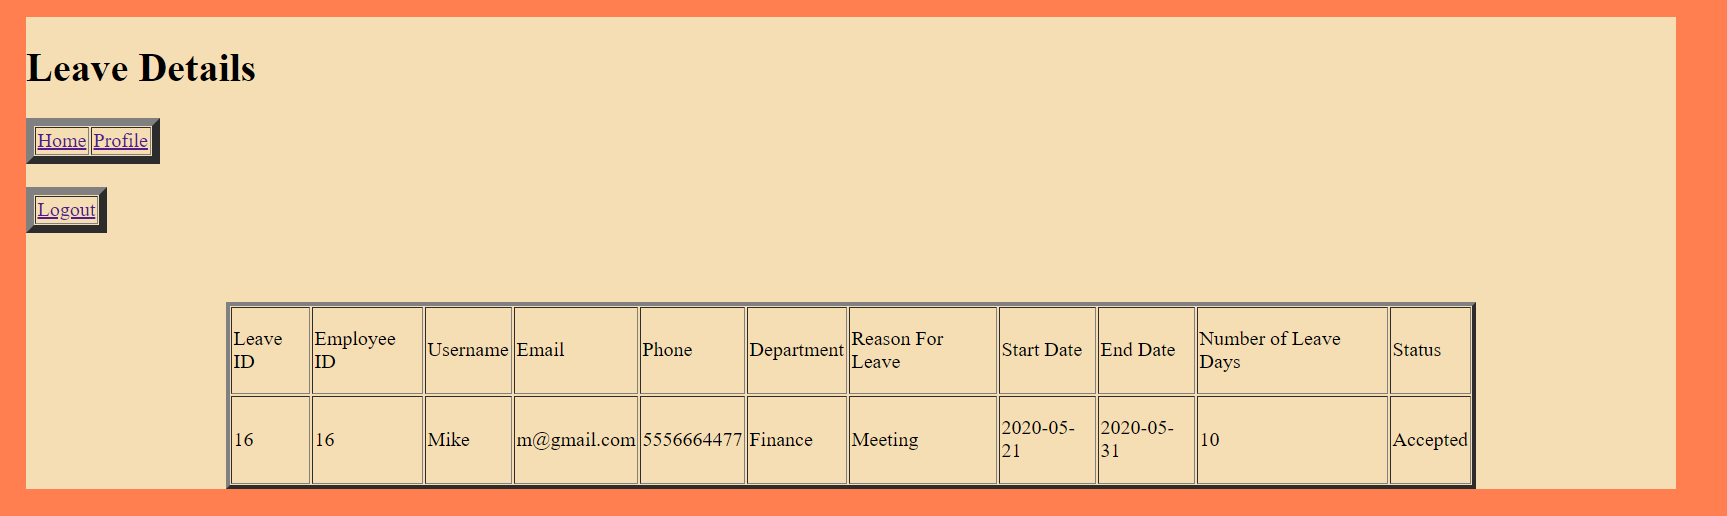 Leave Details
Home Profile
Logout
Leave ID Employee ID Username Email Phone Department Reason For Leave Start Date End Date Number of Leave Days Status
16 16 Mike m@gmail.com 5556664477 Finance Meeting 2020-05-21 2020-05-31 10 Accepted